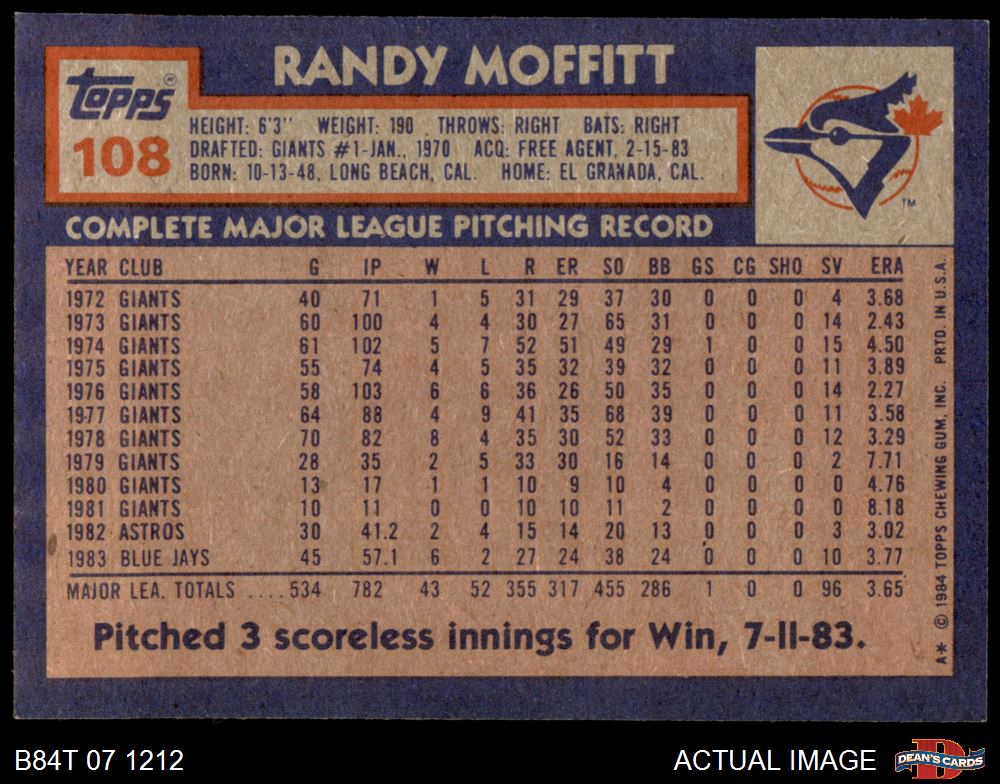 RANDY MOFFITT
Topps®
108
HEIGHT: 6'3" WEIGHT: 190 THROWS: RIGHT BATS: RIGHT
DRAFTED: GIANTS #1-JAN., 1970 ACQ: FREE AGENT, 2-15-83
BORN: 10-13-48, LONG BEACH, CAL. HOME: EL GRANADA, CAL.
TM
COMPLETE MAJOR LEAGUE PITCHING RECORD
YEAR CLUB G IP W L R ER SO BB GS CG SHO SV ERA
1972 GIANTS 40 71 1 5 31 29 37 30 0 0 0 4 3.68
1973 GIANTS 60 100 4 4 30 27 65 31 0 0 0 14 2.43
1974 GIANTS 61 102 5 7 52 51 49 29 1 0 0 15 4.50
1975 GIANTS 55 74 4 5 35 32 39 32 0 0 0 11 3.89
1976 GIANTS 58 103 6 6 36 26 50 35 0 0 0 14 2.27
1977 GIANTS 64 88 4 9 41 35 68 39 0 0 0 11 3.58
1978 GIANTS 70 82 8 4 35 30 52 33 0 0 0 12 3.29
1979 GIANTS 28 35 2 5 33 30 16 14 0 0 0 2 7.71
1980 GIANTS 13 17 1 1 10 9 10 4 0 0 0 0 4.76
1981 GIANTS 10 11 0 0 10 10 11 2 0 0 0 0 8.18
1982 ASTROS 30 41.2 2 4 15 14 20 13 0 0 0 3 3.02
1983 BLUE JAYS 45 57.1 6 2 27 24 38 24 0 0 0 10 3.77
MAJOR LEA. TOTALS .... 534 782 43 52 355 317 455 286 1 0 0 96 3.65
Pitched 3 scoreless innings for Win, 7-11-83.
A* © 1984 TOPPS CHEWING GUM, INC. PRTD. IN U.S.A.
B84T 07 1212
ACTUAL IMAGE
D
DEAN'S CARDS